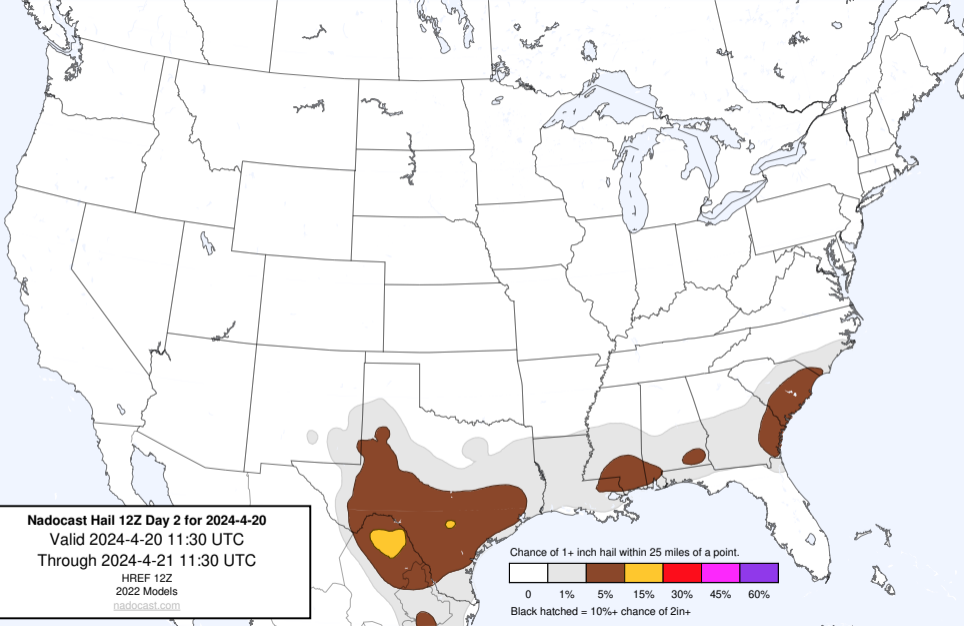 Nadocast Hail 12Z Day 2 for 2024-4-20
Valid 2024-4-20 11:30 UTC
Through 2024-4-21 11:30 UTC
HREF 12Z
2022 Models
nadocast.com
Chance of 1+ inch hail within 25 miles of a point.
0 1% 5% 15% 30% 45% 60%
Black hatched = 10%+ chance of 2in+